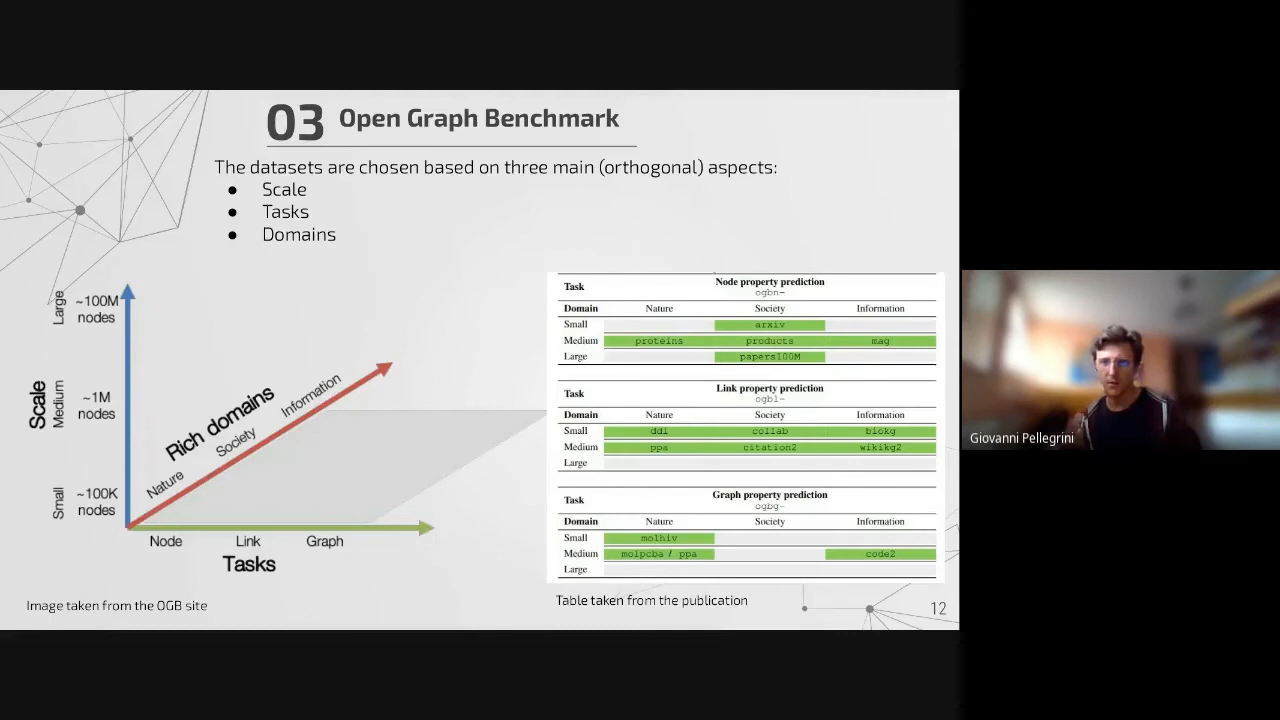 03 Open Graph Benchmark
The datasets are chosen based on three main (orthogonal) aspects:
● Scale
● Tasks
● Domains
Scale
Large
~100M
nodes
Medium
~1M
nodes
Small
~100K
nodes
Rich domains
Nature
Society
Information
Node Link Graph
Tasks
Image taken from the OGB site
Task Node property prediction
ogbn-
Domain Nature Society Information
Small arxiv
Medium proteins products mag
Large papers100M
Task Link property prediction
ogbl-
Domain Nature Society Information
Small ddi collab biokg
Medium ppa citation2 wikikg2
Large
Task Graph property prediction
ogbg-
Domain Nature Society Information
Small molhiv
Medium molpcba / ppa code2
Large
Table taken from the publication
12
Giovanni Pellegrini